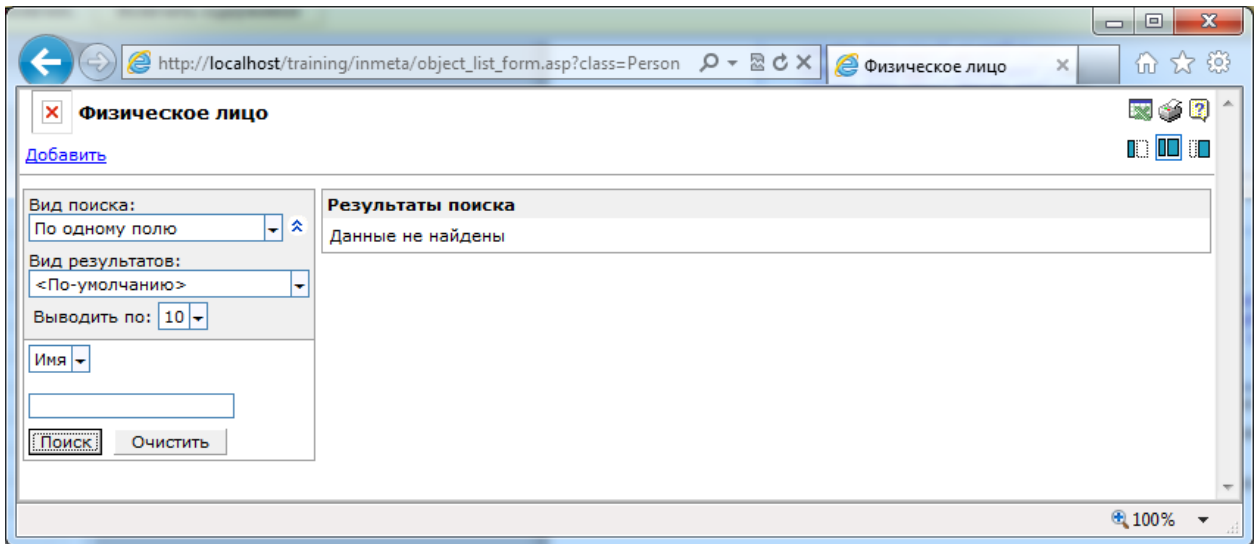 http://localhost/training/inmeta/object_list_form.asp?class=Person
Физическое лицо
Физическое лицо
Добавить
Вид поиска:
По одному полю
Вид результатов:
<По-умолчанию>
Выводить по: 10
Имя
Поиск Очистить
Результаты поиска
Данные не найдены
100%